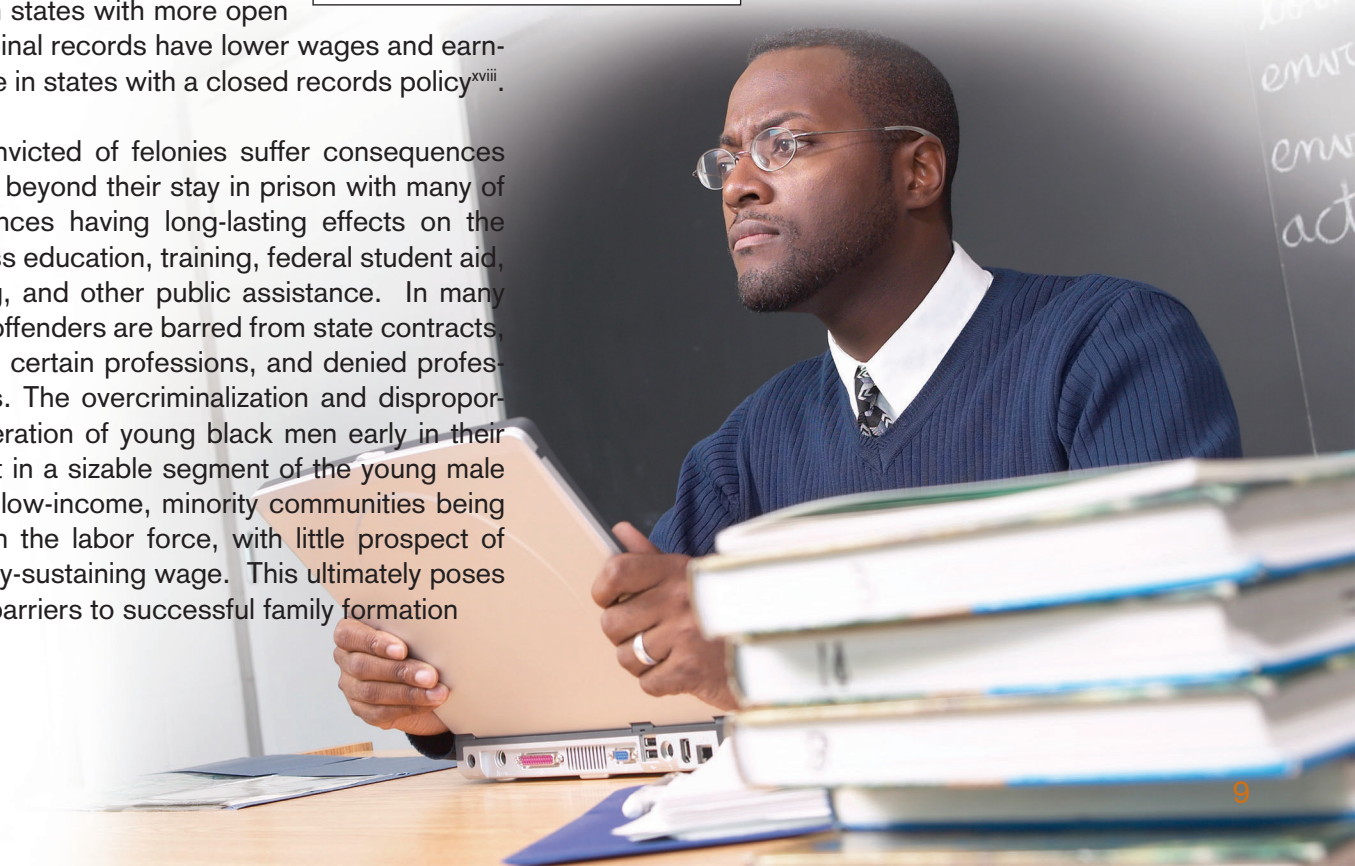 states with more open
inal records have lower wages and earn-
e in states with a closed records policyxviii.
nvicted of felonies suffer consequences
beyond their stay in prison with many of
nces having long-lasting effects on the
ss education, training, federal student aid,
g, and other public assistance. In many
offenders are barred from state contracts,
certain professions, and denied profes-
s. The overcriminalization and dispropor-
eration of young black men early in their
t in a sizable segment of the young male
low-income, minority communities being
n the labor force, with little prospect of
y-sustaining wage. This ultimately poses
barriers to successful family formation
env
act
14
9